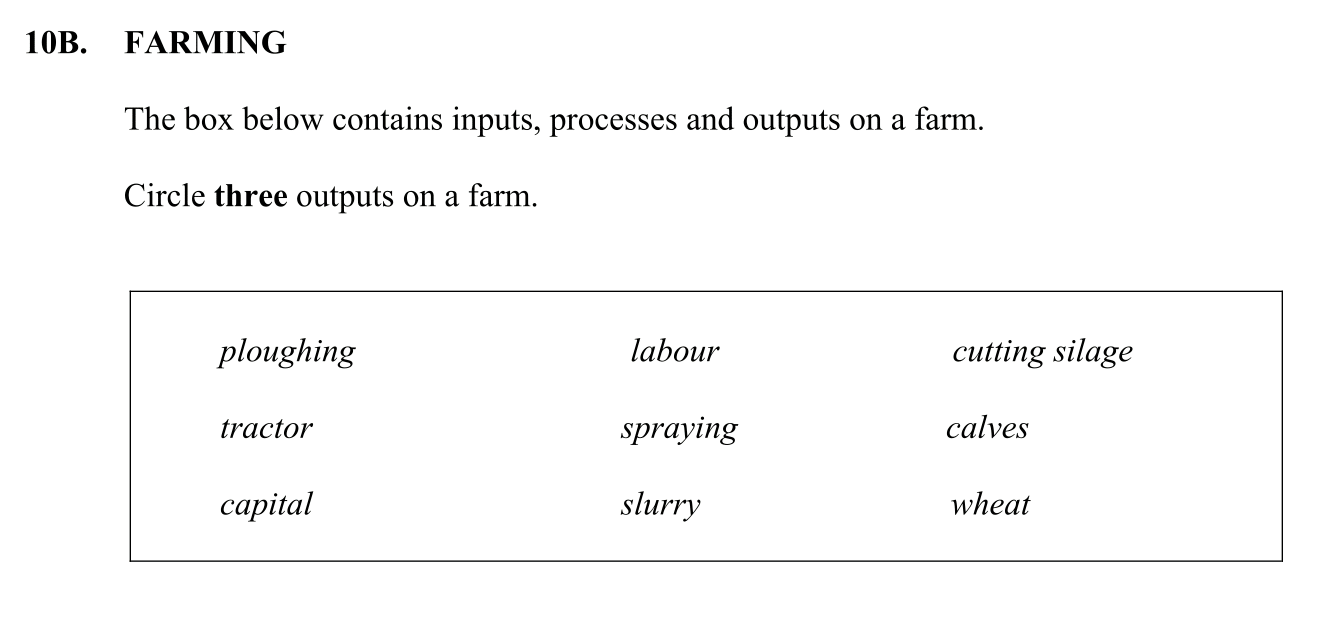 10B. FARMING
The box below contains inputs, processes and outputs on a farm.
Circle three outputs on a farm.
ploughing labour cutting silage
tractor spraying calves
capital slurry wheat